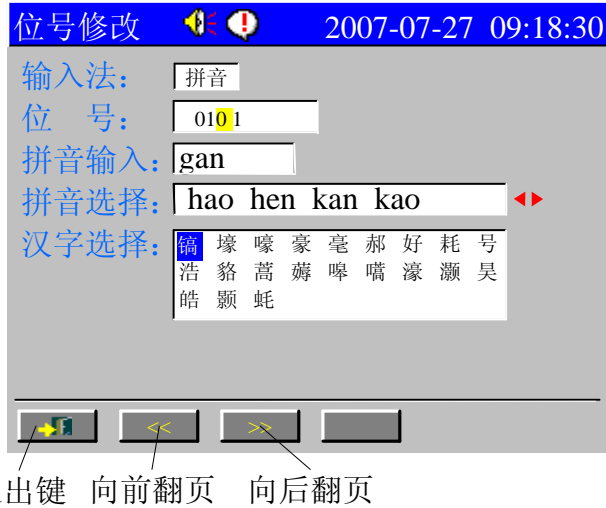 位号修改 2007-07-27 09:18:30
输入法: 拼音
位 号: 0101
拼音输入: gan
拼音选择: hao hen kan kao
汉字选择: 镐 壕 嚎 豪 毫 郝 好 耗 号
浩 貉 蒿 薅 嗥 嚆 濠 灏 昊
皓 颢 蚝
<< >>
出键 向前翻页 向后翻页